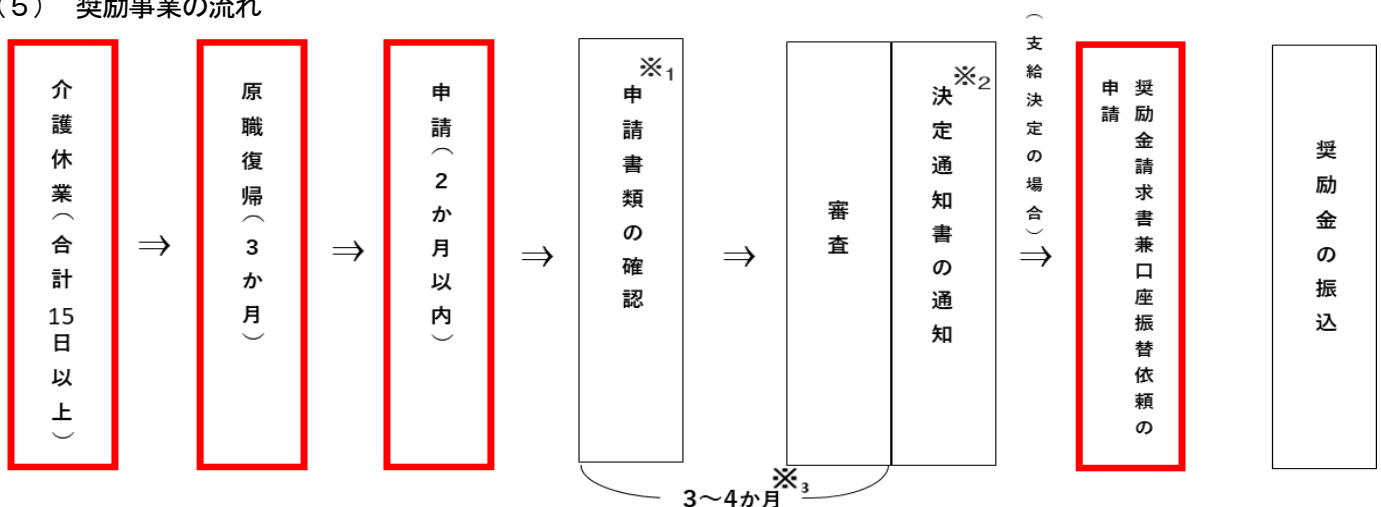 （５） 奨励事業の流れ
介護休業（合計15日以上）
⇒
原職復帰（3か月）
⇒
申請（2か月以内）
⇒
※1
申請書類の確認
⇒
審査
※2
決定通知書の通知
（支給決定の場合）
⇒
奨励金請求書兼口座振替依頼の
申請
奨励金の振込
3～4か月※3